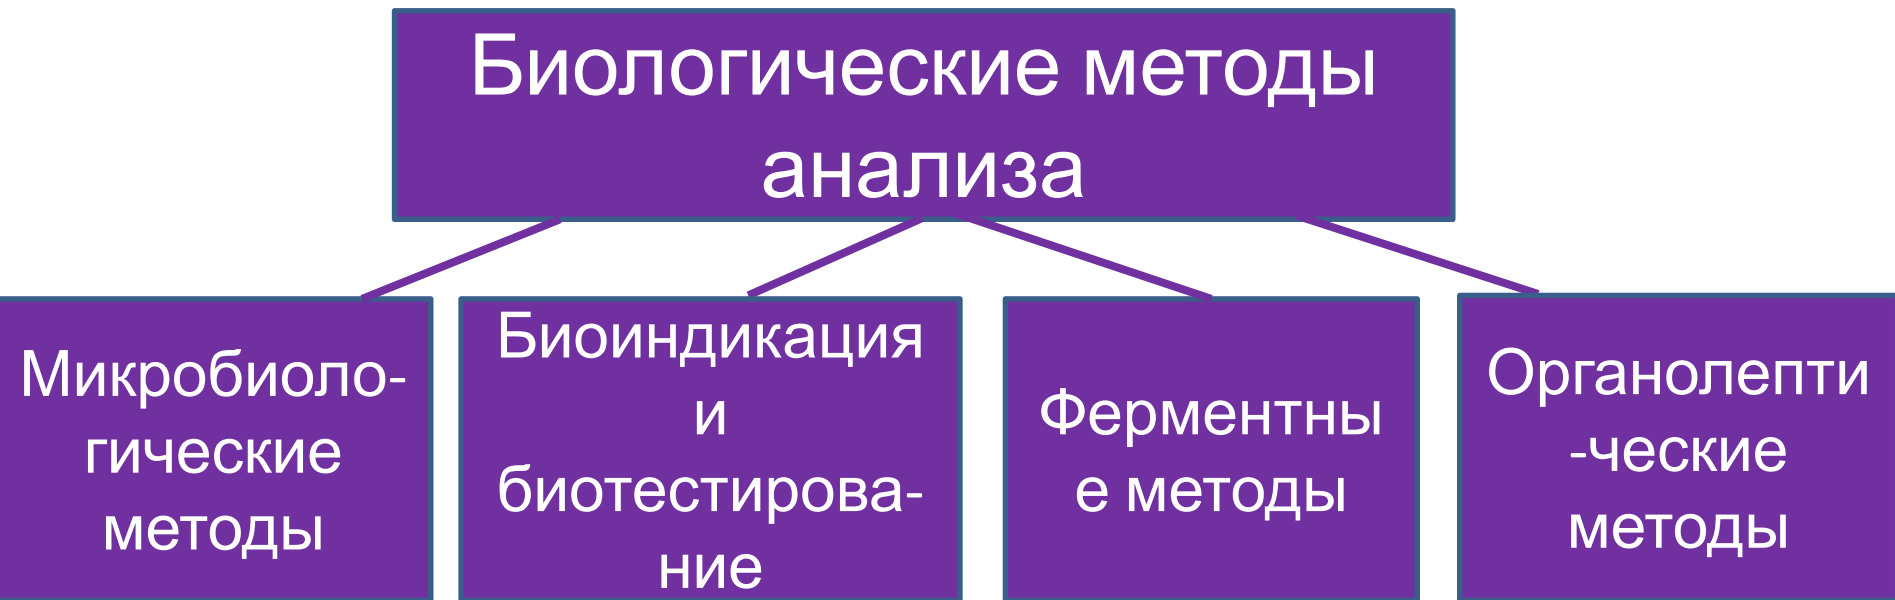 Биологические методы
анализа
Микробиоло-
гические
методы
Биоиндикация
и
биотестирова-
ние
Ферментны
е методы
Органолепти
-ческие
методы